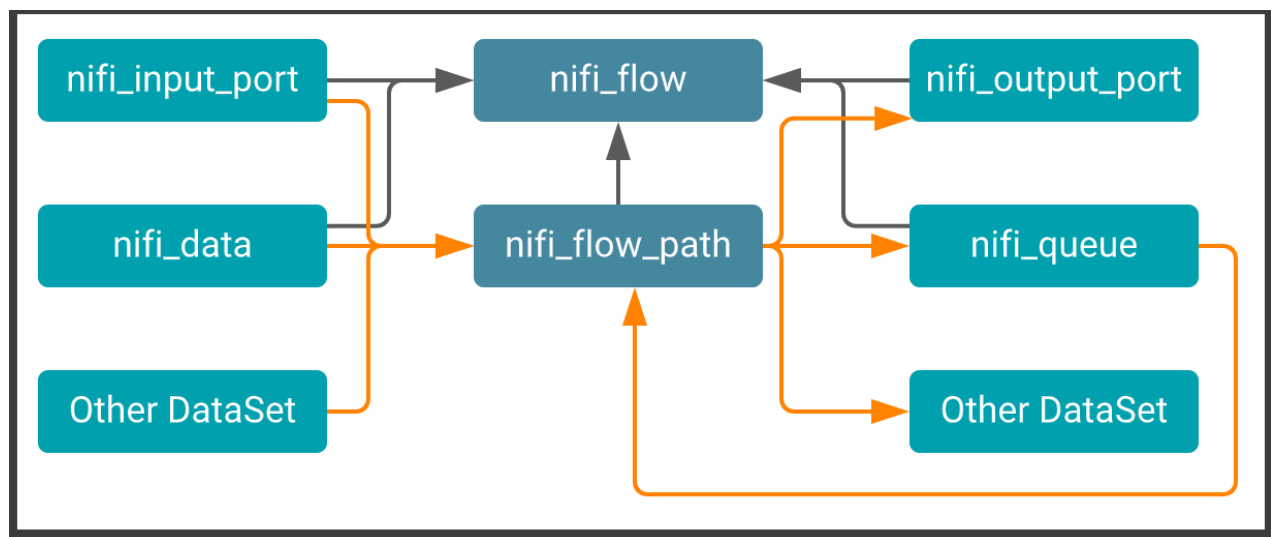 nifi_input_port
nifi_flow
nifi_output_port
nifi_data
nifi_flow_path
nifi_queue
Other DataSet
Other DataSet